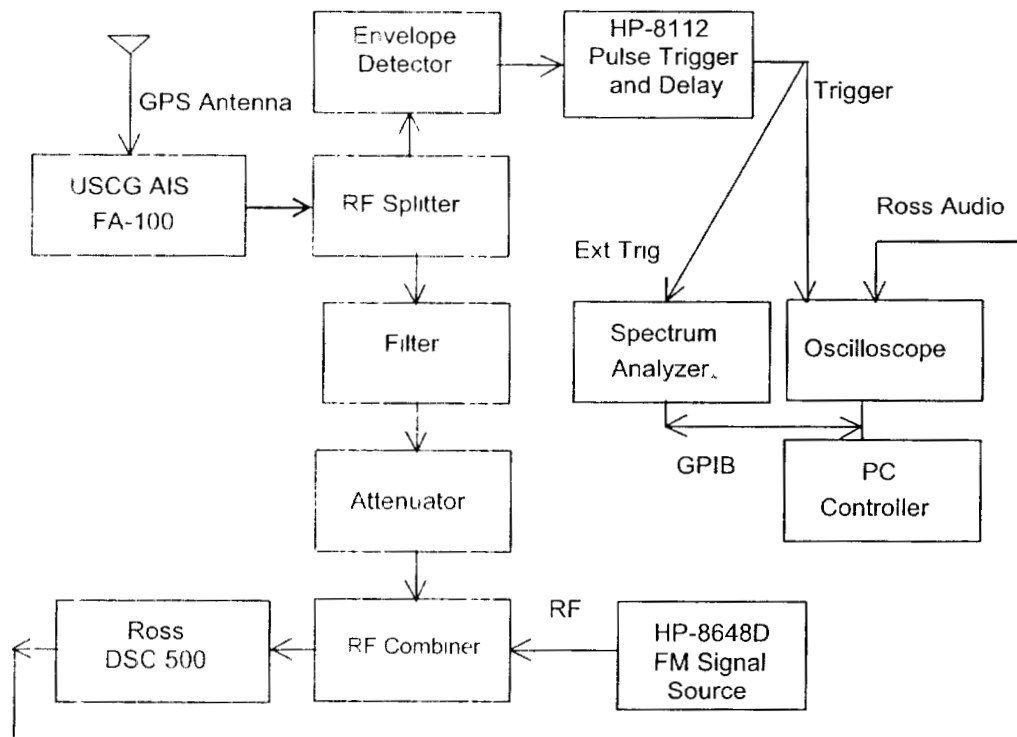 Envelope
Detector
HP-8112
Pulse Trigger
and Delay
GPS Antenna
Trigger
USCG AIS
FA-100
RF Splitter
Ross Audio
Ext Trig
Filter
Spectrum
Analyzer
Oscilloscope
GPIB
PC
Controller
Attenuator
RF
Ross
DSC 500
RF Combiner
HP-8648D
FM Signal
Source